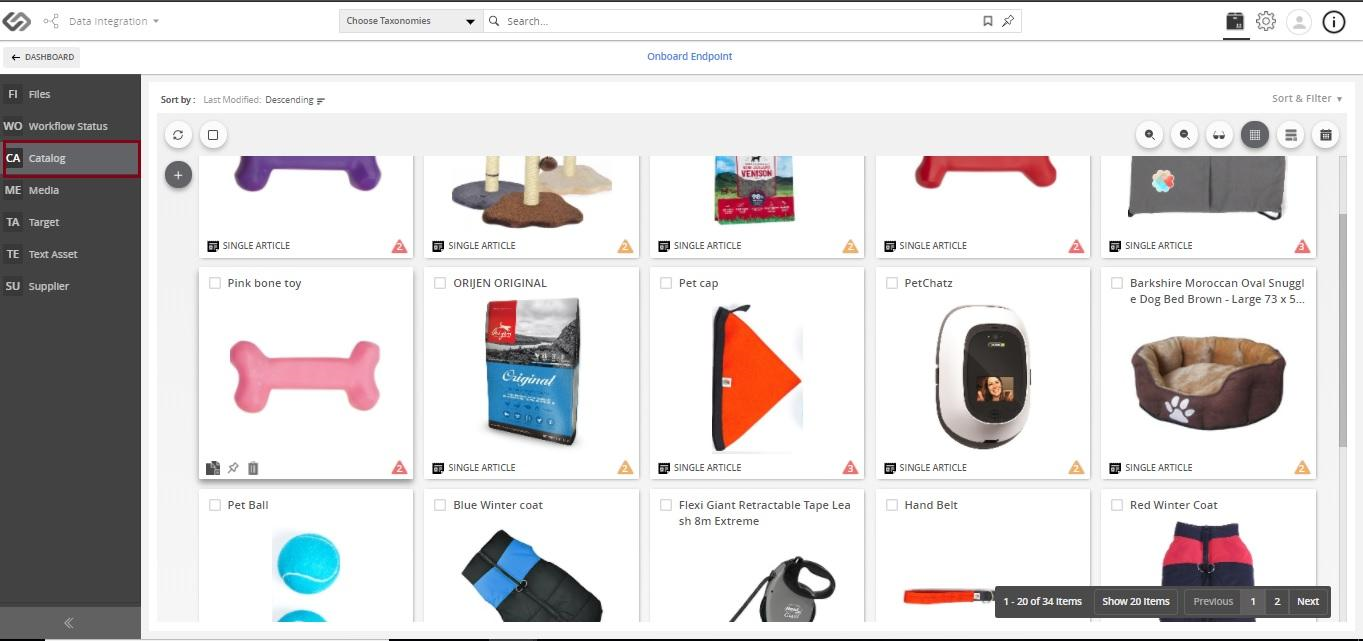 Data Integration
Choose Taxonomies
Search...
DASHBOARD
Onboard Endpoint
FI Files
WO Workflow Status
CA Catalog
ME Media
TA Target
TE Text Asset
SU Supplier
Sort by : Last Modified: Descending
Sort & Filter
VENISON
SINGLE ARTICLE 2
SINGLE ARTICLE 2
SINGLE ARTICLE 2
SINGLE ARTICLE 2
SINGLE ARTICLE 3
Pink bone toy
2
ORIJEN ORIGINAL
Original
SINGLE ARTICLE 2
Pet cap
SINGLE ARTICLE 3
PetChatz
SINGLE ARTICLE 2
Barkshire Moroccan Oval Snuggl
e Dog Bed Brown - Large 73 x 5...
SINGLE ARTICLE 2
Pet Ball
Blue Winter coat
Flexi Giant Retractable Tape Lea
sh 8m Extreme
Hand Belt
Red Winter Coat
1 - 20 of 34 Items Show 20 Items Previous 1 2 Next